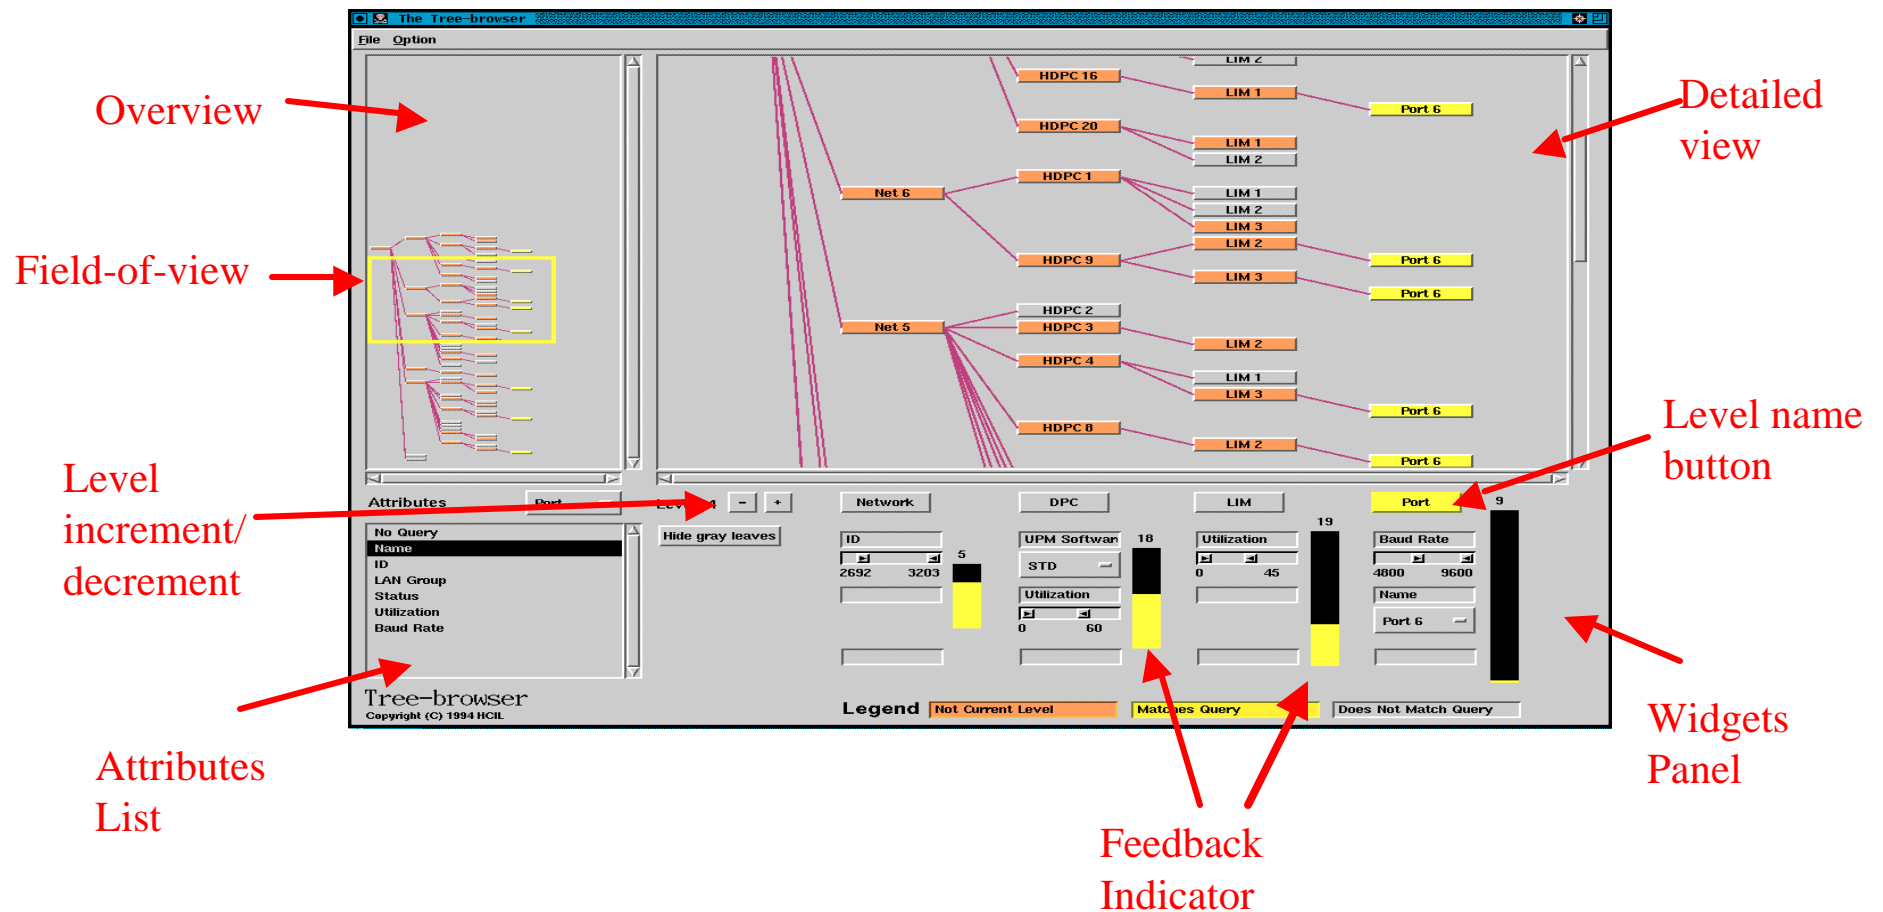 The Tree-browser
File Option
Overview
Field-of-view
Level
increment/
decrement
Attributes
List
Detailed
view
Level name
button
Widgets
Panel
Feedback
Indicator
LIM 2
HDPC 16
LIM 1
Port 6
HDPC 20
LIM 1
LIM 2
HDPC 1
Net 6
LIM 1
LIM 2
LIM 3
LIM 2
HDPC 9
Port 6
LIM 3
Port 6
HDPC 2
Net 5
HDPC 3
LIM 2
HDPC 4
LIM 1
LIM 3
Port 6
HDPC 8
LIM 2
Port 6
Attributes
Port
4
- +
Network
DPC
LIM
Port
9
No Query
Name
ID
LAN Group
Status
Utilization
Baud Rate
Hide gray leaves
ID
2692 3203
5
UPM Softwar
STD
Utilization
0 60
18
Utilization
0 45
19
Baud Rate
4800 9600
Name
Port 6
Tree-browser
Copyright (C) 1994 HCIL
Legend
Not Current Level
Matches Query
Does Not Match Query